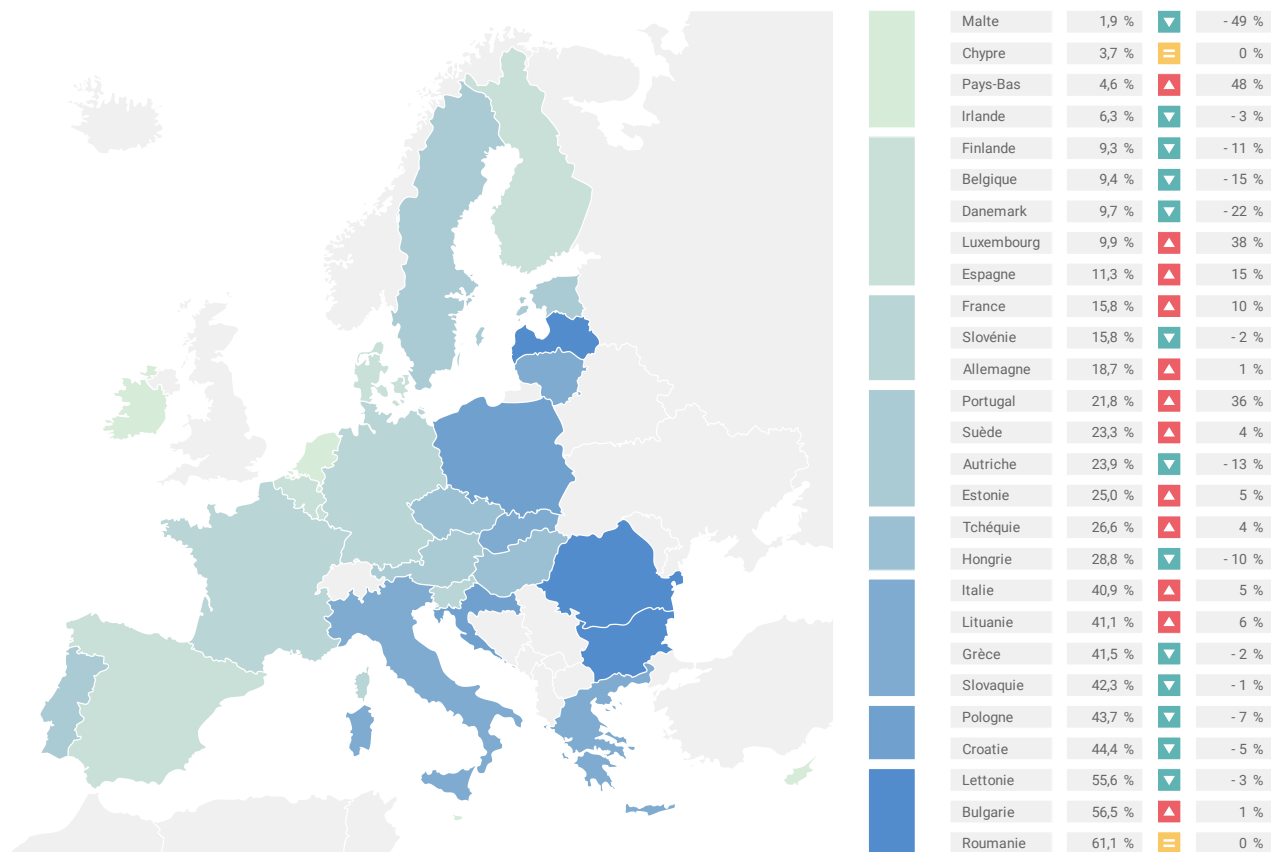 Malte 1,9 % - 49 %
Chypre 3,7 % 0 %
Pays-Bas 4,6 % 48 %
Irlande 6,3 % - 3 %
Finlande 9,3 % - 11 %
Belgique 9,4 % - 15 %
Danemark 9,7 % - 22 %
Luxembourg 9,9 % 38 %
Espagne 11,3 % 15 %
France 15,8 % 10 %
Slovénie 15,8 % - 2 %
Allemagne 18,7 % 1 %
Portugal 21,8 % 36 %
Suède 23,3 % 4 %
Autriche 23,9 % - 13 %
Estonie 25,0 % 5 %
Tchéquie 26,6 % 4 %
Hongrie 28,8 % - 10 %
Italie 40,9 % 5 %
Lituanie 41,1 % 6 %
Grèce 41,5 % - 2 %
Slovaquie 42,3 % - 1 %
Pologne 43,7 % - 7 %
Croatie 44,4 % - 5 %
Lettonie 55,6 % - 3 %
Bulgarie 56,5 % 1 %
Roumanie 61,1 % 0 %